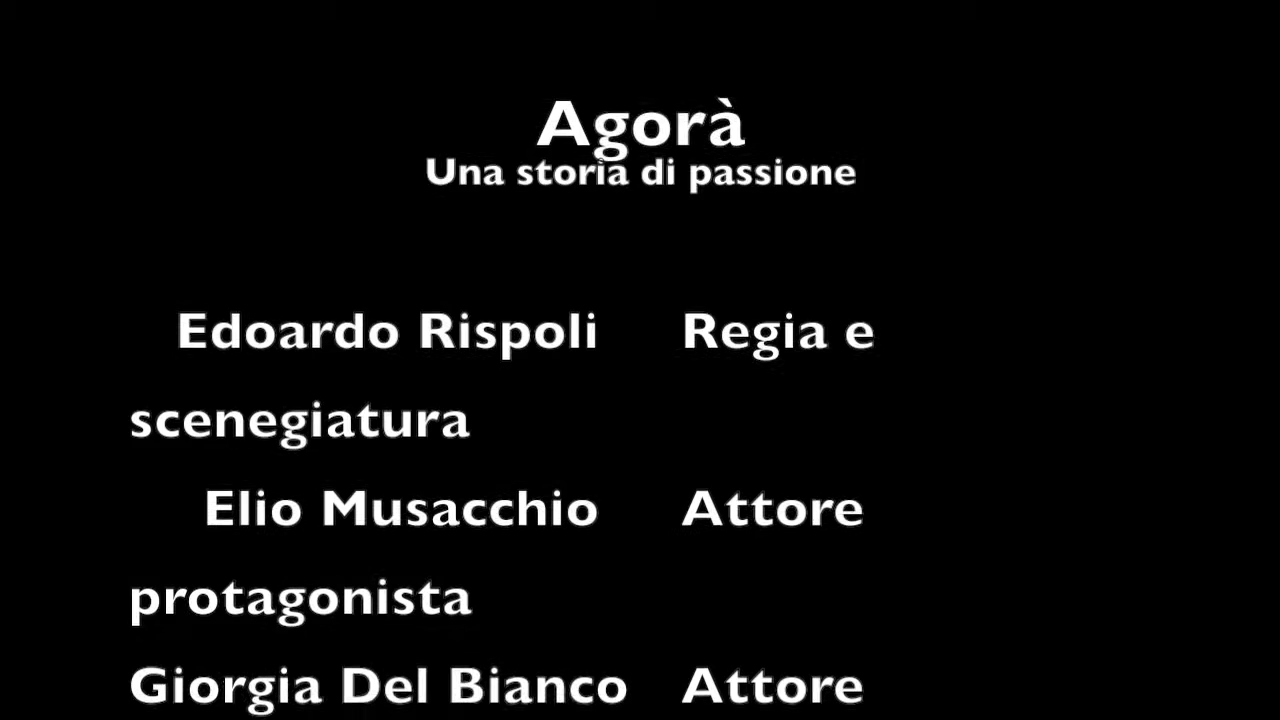 Agorà
Una storia di passione
Edoardo Rispoli Regia e
scenegiatura
Elio Musacchio Attore
protagonista
Giorgia Del Bianco Attore